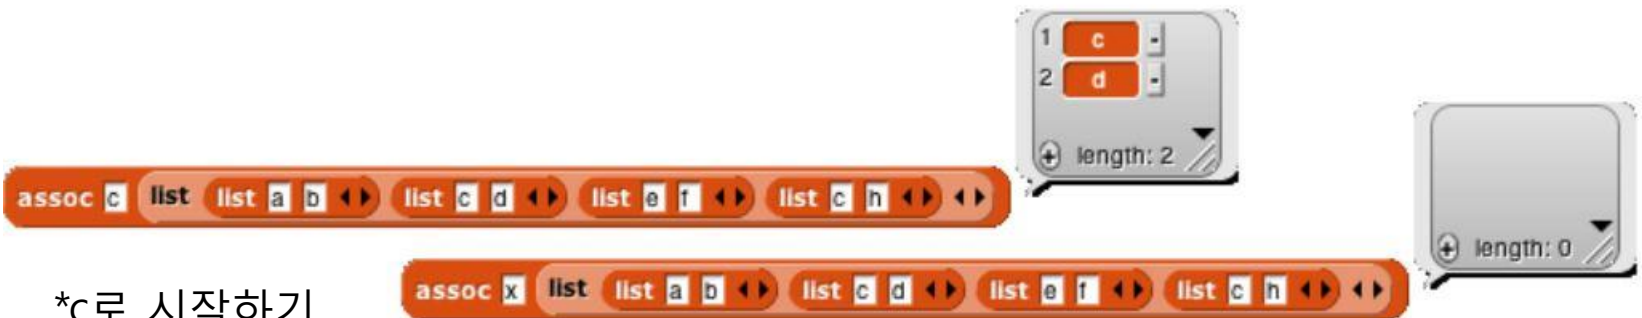 1 c -
2 d -
+ length: 2
assoc c list list a b list c d list e f list c h
+ length: 0
assoc x list list a b list c d list e f list c h
*c로 시작하기